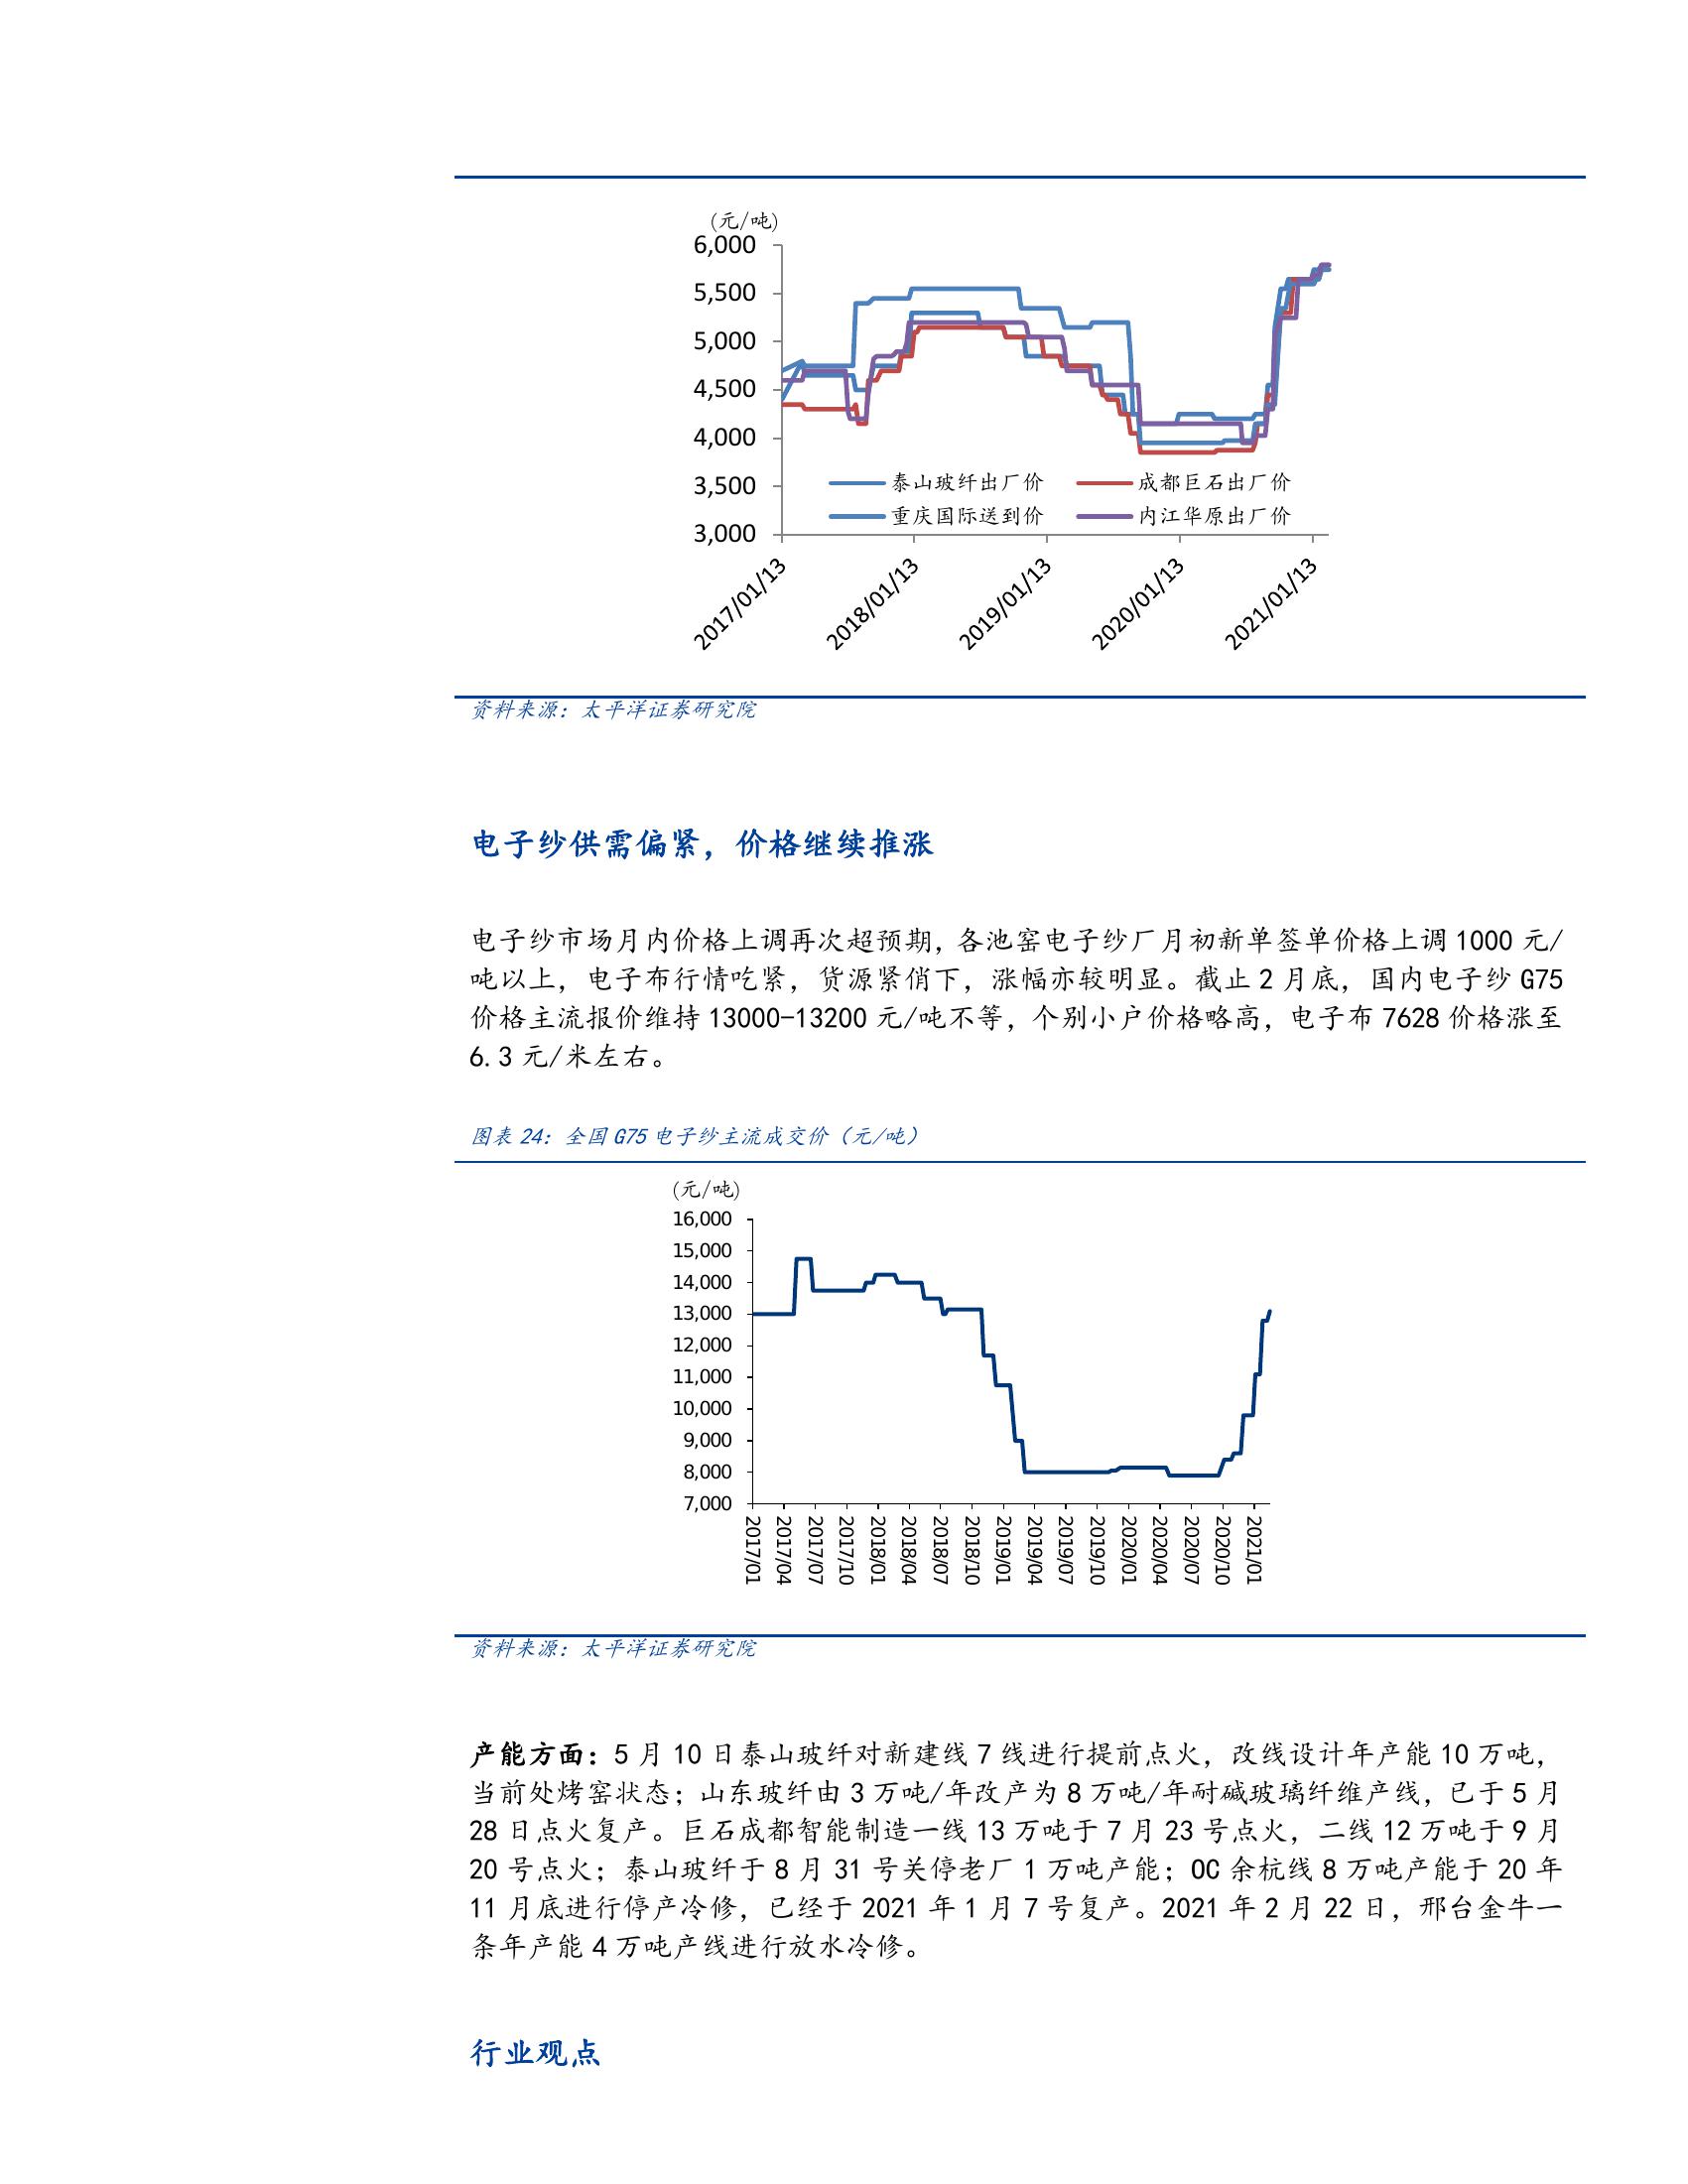 (元/吨)
6,000
5,500
5,000
4,500
4,000
3,500
3,000
泰山玻纤出厂价 成都巨石出厂价
重庆国际送到价 内江华原出厂价
2017/01/13 2018/01/13 2019/01/13 2020/01/13 2021/01/13
资料来源：太平洋证券研究院
电子纱供需偏紧，价格继续推涨
电子纱市场月内价格上调再次超预期，各池窑电子纱厂月初新单签单价格上调 1000 元/
吨以上，电子布行情吃紧，货源紧俏下，涨幅亦较明显。截止 2 月底，国内电子纱 G75
价格主流报价维持 13000-13200 元/吨不等，个别小户价格略高，电子布 7628 价格涨至
6.3 元/米左右。
图表 24：全国 G75 电子纱主流成交价（元/吨）
(元/吨)
16,000
15,000
14,000
13,000
12,000
11,000
10,000
9,000
8,000
7,000
2017/01 2017/04 2017/07 2017/10 2018/01 2018/04 2018/07 2018/10 2019/01 2019/04 2019/07 2019/10 2020/01 2020/04 2020/07 2020/10 2021/01
资料来源：太平洋证券研究院
产能方面：5 月 10 日泰山玻纤对新建线 7 线进行提前点火，改线设计年产能 10 万吨，
当前处烤窑状态；山东玻纤由 3 万吨/年改产为 8 万吨/年耐碱玻璃纤维产线，已于 5 月
28 日点火复产。巨石成都智能制造一线 13 万吨于 7 月 23 号点火，二线 12 万吨于 9 月
20 号点火；泰山玻纤于 8 月 31 号关停老厂 1 万吨产能；OC 余杭线 8 万吨产能于 20 年
11 月底进行停产冷修，已经于 2021 年 1 月 7 号复产。2021 年 2 月 22 日，邢台金牛一
条年产能 4 万吨产线进行放水冷修。
行业观点